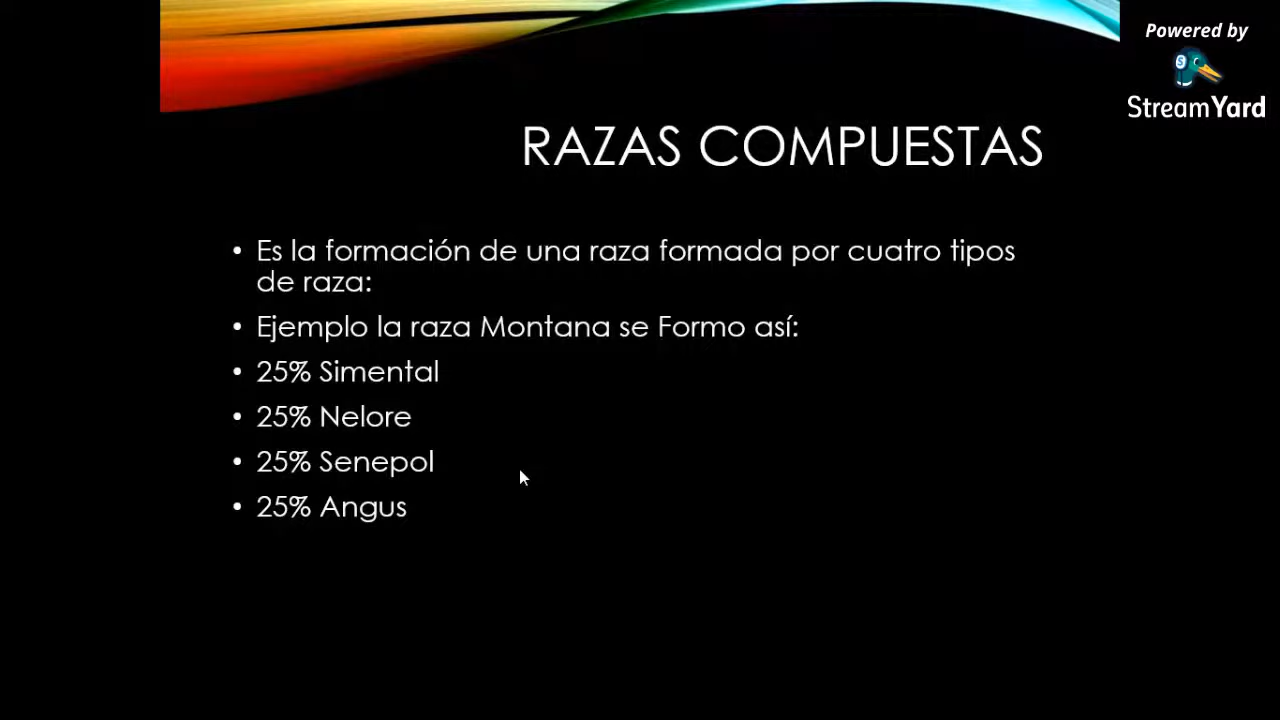 Powered by
StreamYard
RAZAS COMPUESTAS
• Es la formación de una raza formada por cuatro tipos
de raza:
• Ejemplo la raza Montana se Formo así:
• 25% Simental
• 25% Nelore
• 25% Senepol
• 25% Angus